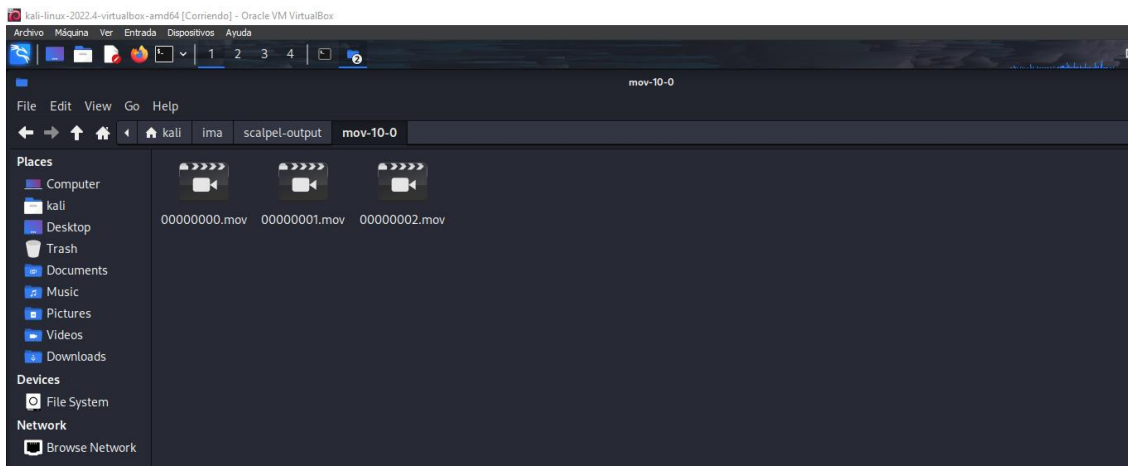 kali-linux-2022.4-virtualbox-amd64 [Corriendo] - Oracle VM VirtualBox
Archivo Máquina Ver Entrada Dispositivos Ayuda
1 2 3 4 2
mov-10-0
File Edit View Go Help
kali ima scalpel-output mov-10-0
Places
Computer
kali
Desktop
Trash
Documents
Music
Pictures
Videos
Downloads
Devices
File System
Network
Browse Network
00000000.mov 00000001.mov 00000002.mov